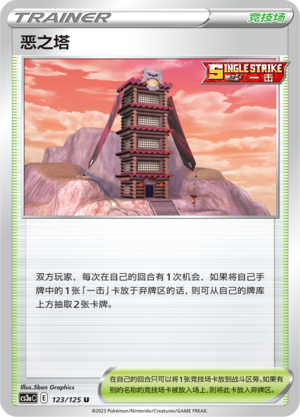 TRAINER 竞技场
恶之塔
SINGLE STRIKE
一击
双方玩家，每次在自己的回合有1次机会，如果将自己手
牌中的1张「一击」卡放于弃牌区的话，则可从自己的牌库
上方抽取2张卡牌。
Illus.5ban Graphics
CS3aC E 123/125 U
在自己的回合只可以将1张竞技场卡放到战斗区旁。如果有
别的名称的竞技场卡被放入场上，则将此卡放入弃牌区。
©2023 Pokémon/Nintendo/Creatures/GAME FREAK.